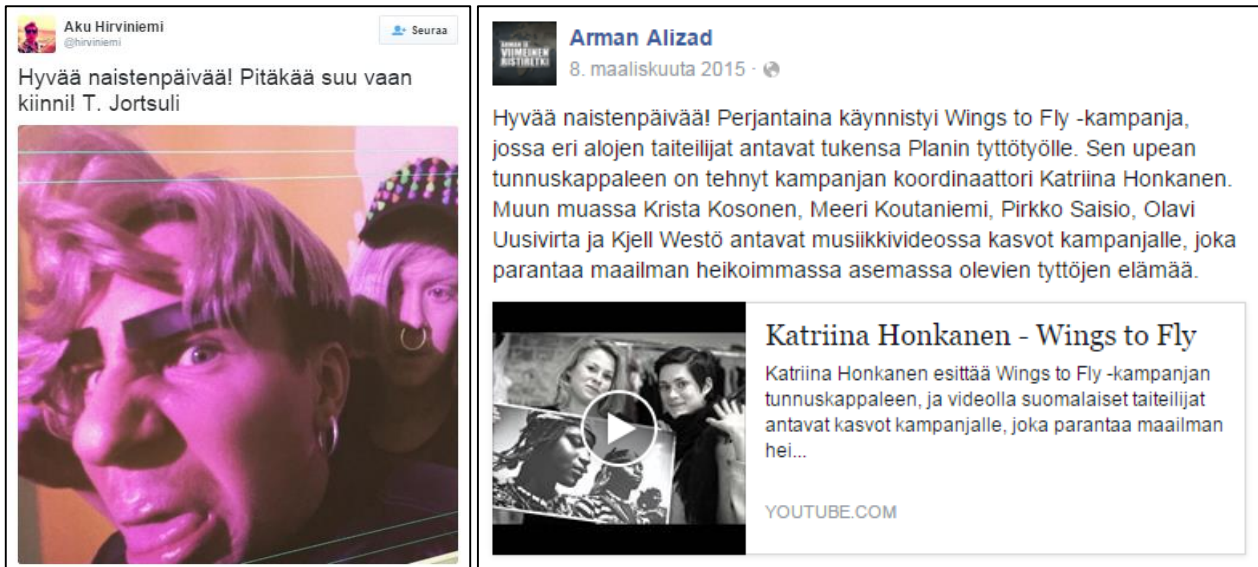 Aku Hirviniemi
@hirviniemi
Seuraa
Hyvää naistenpäivää! Pitäkää suu vaan
kiinni! T. Jortsuli
ARMAN JA
VIIMEINEN
RISTIRETKI
Arman Alizad
8. maaliskuuta 2015 ·
Hyvää naistenpäivää! Perjantaina käynnistyi Wings to Fly -kampanja,
jossa eri alojen taiteilijat antavat tukensa Planin tyttötyölle. Sen upean
tunnuskappaleen on tehnyt kampanjan koordinaattori Katriina Honkanen.
Muun muassa Krista Kosonen, Meeri Koutaniemi, Pirkko Saisio, Olavi
Uusivirta ja Kjell Westö antavat musiikkivideossa kasvot kampanjalle, joka
parantaa maailman heikoimmassa asemassa olevien tyttöjen elämää.
Katriina Honkanen - Wings to Fly
Katriina Honkanen esittää Wings to Fly -kampanjan
tunnuskappaleen, ja videolla suomalaiset taiteilijat
antavat kasvot kampanjalle, joka parantaa maailman
hei...
YOUTUBE.COM